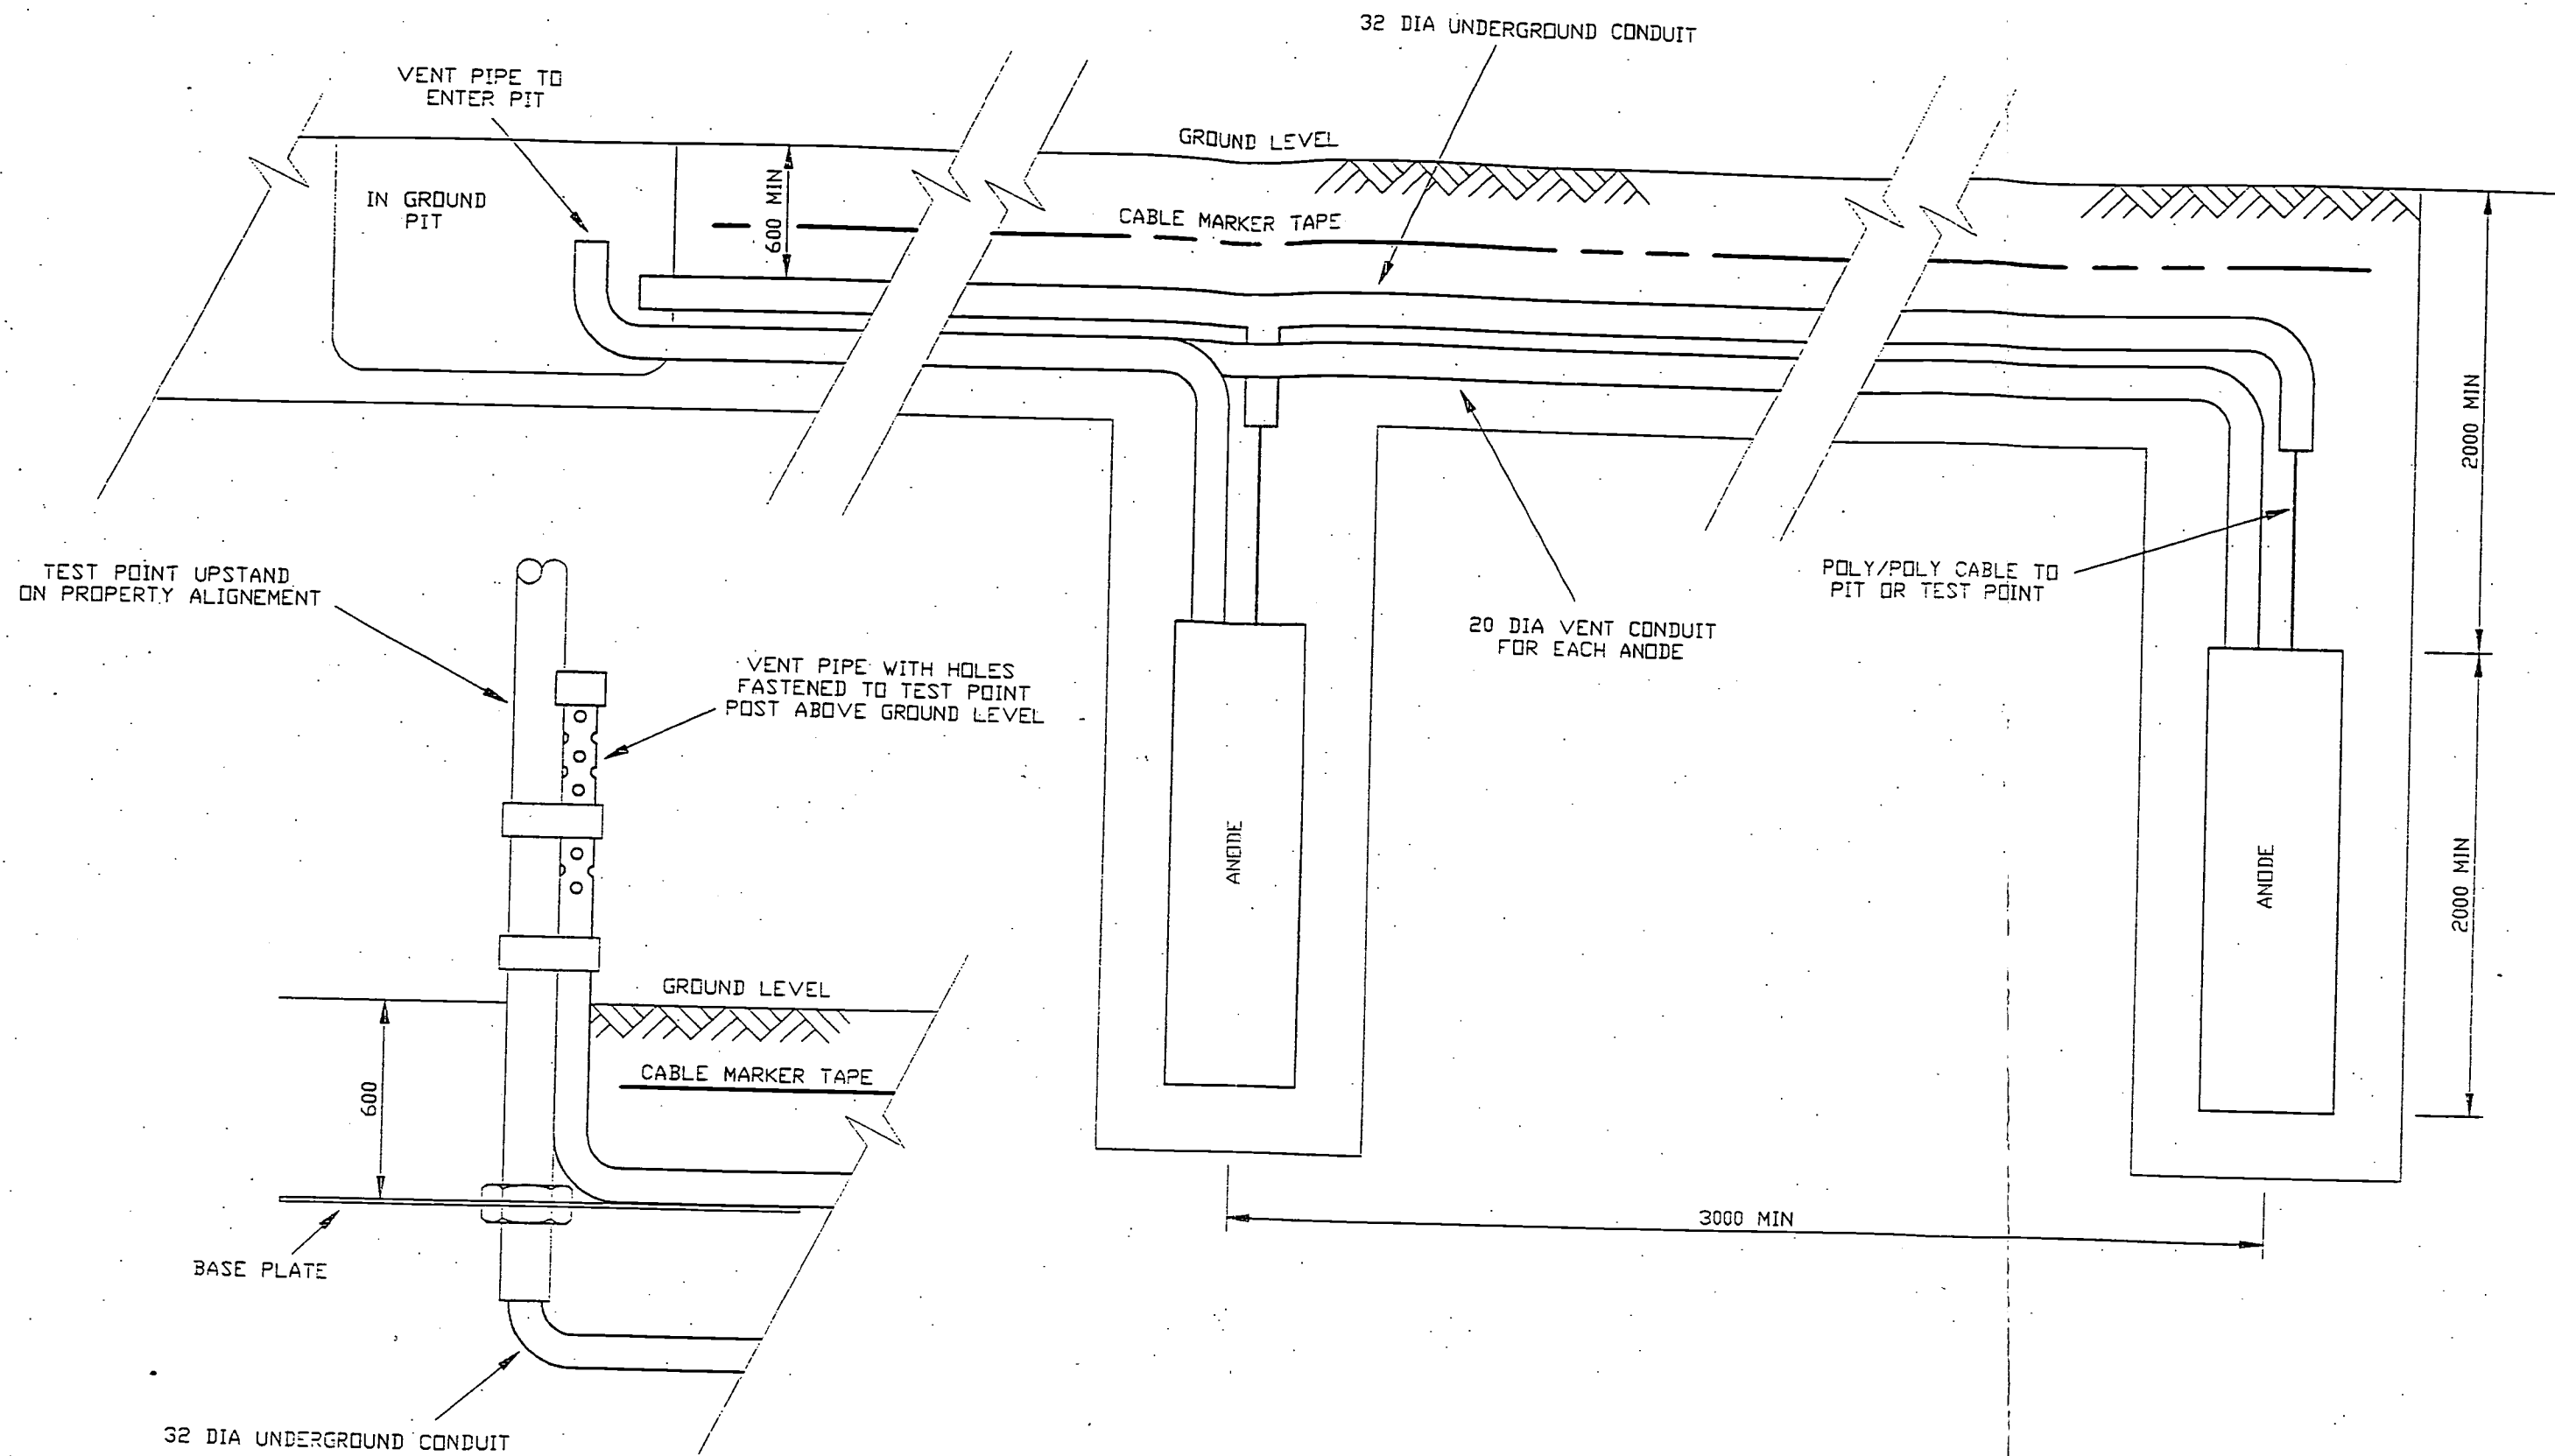 32 DIA UNDERGROUND CONDUIT
VENT PIPE TO
ENTER PIT
GROUND LEVEL
IN GROUND
PIT
600 MIN
CABLE MARKER TAPE
2000 MIN
TEST POINT UPSTAND
ON PROPERTY ALIGNEMENT
POLY/POLY CABLE TO
PIT OR TEST POINT
20 DIA VENT CONDUIT
FOR EACH ANODE
VENT PIPE WITH HOLES
FASTENED TO TEST POINT
POST ABOVE GROUND LEVEL
ANODE
ANODE
2000 MIN
GROUND LEVEL
CABLE MARKER TAPE
600
3000 MIN
BASE PLATE
32 DIA UNDERGROUND CONDUIT